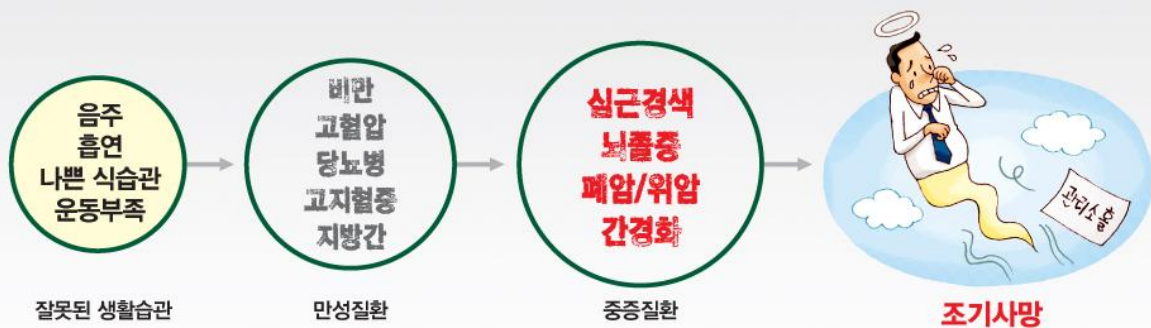 음주
흡연
나쁜 식습관
운동부족
잘못된 생활습관
비만
고혈압
당뇨병
고지혈증
지방간
만성질환
심근경색
뇌졸중
폐암/위암
간경화
중증질환
관리소홀
조기사망